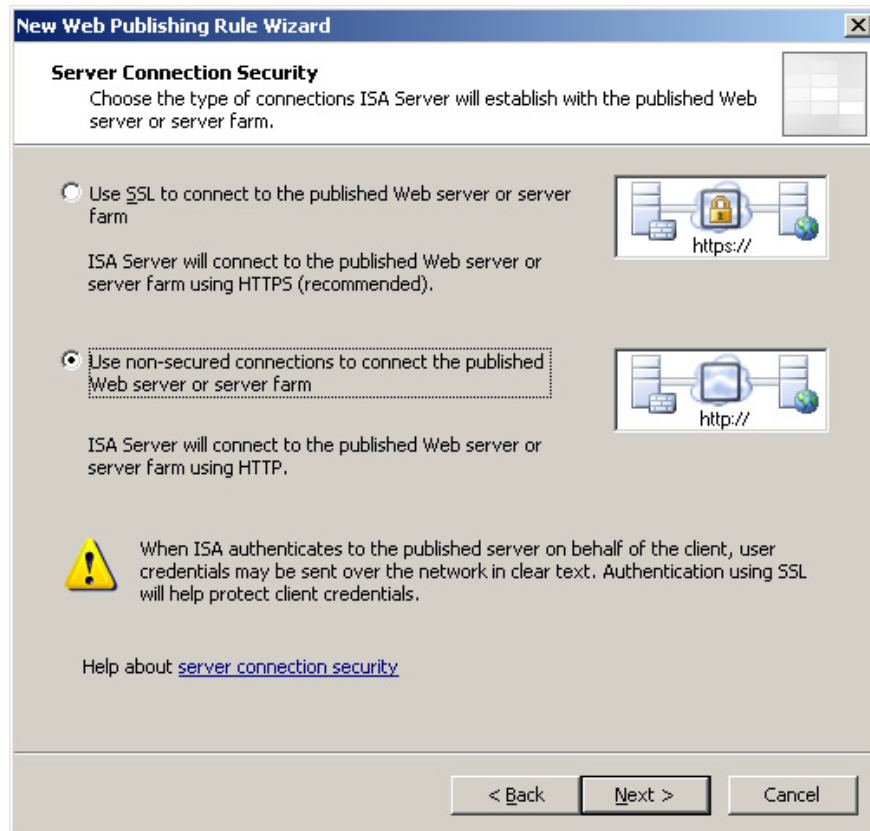 New Web Publishing Rule Wizard
Server Connection Security
Choose the type of connections ISA Server will establish with the published Web
server or server farm.
Use SSL to connect to the published Web server or server
farm
https://
ISA Server will connect to the published Web server or
server farm using HTTPS (recommended).
Use non-secured connections to connect the published
Web server or server farm
http://
ISA Server will connect to the published Web server or
server farm using HTTP.
When ISA authenticates to the published server on behalf of the client, user
credentials may be sent over the network in clear text. Authentication using SSL
will help protect client credentials.
Help about server connection security
< Back
Next >
Cancel